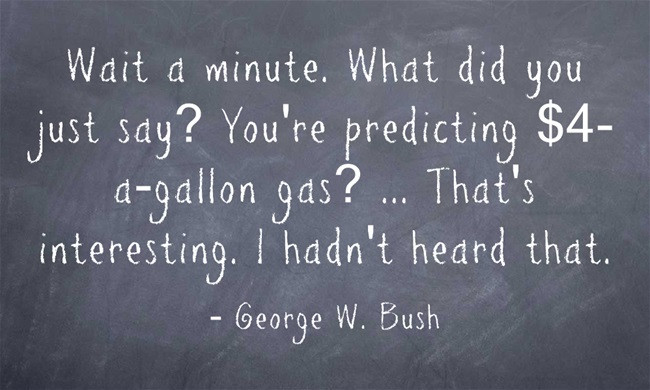 Wait a minute. What did you
just say? You're predicting $4-
a-gallon gas? ... That's
interesting. I hadn't heard that.
- George W. Bush